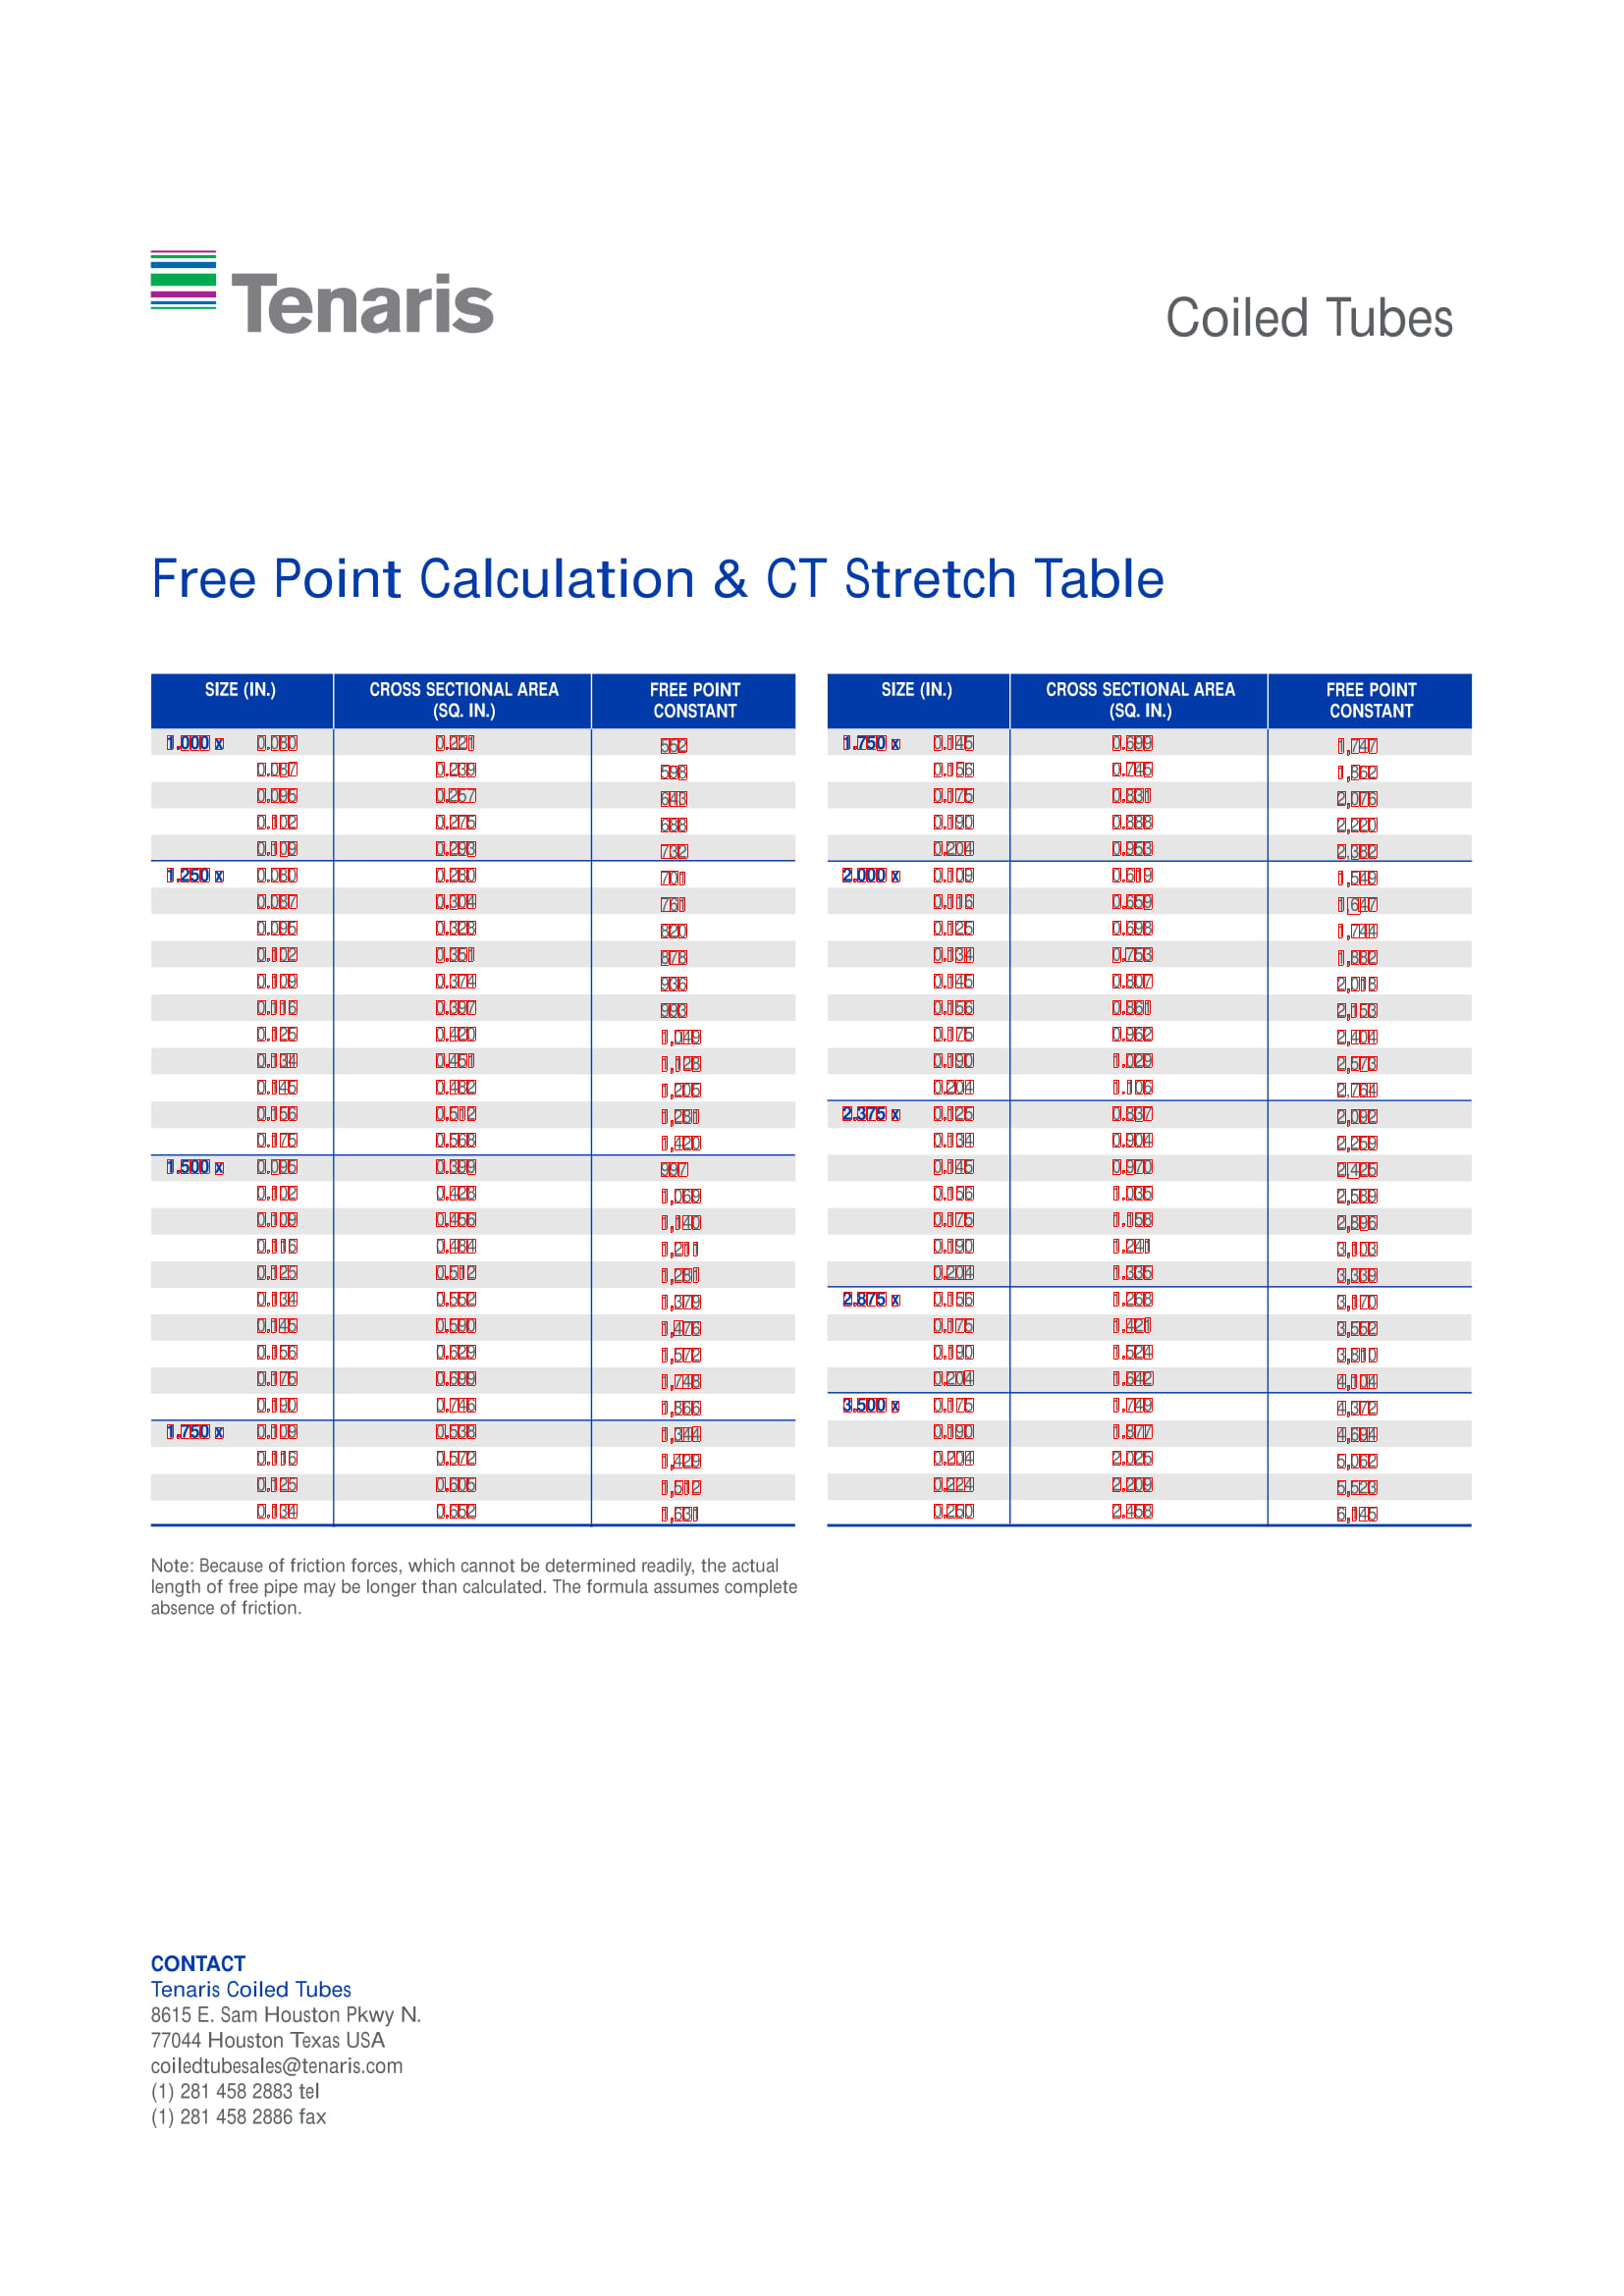 Tenaris
Coiled Tubes
Free Point Calculation & CT Stretch Table
SIZE (IN.) CROSS SECTIONAL AREA FREE POINT
(SQ. IN.) CONSTANT
1.000 x 0.080 0.221 552
0.087 0.239 598
0.095 0.257 643
0.102 0.275 688
0.109 0.293 732
1.250 x 0.080 0.280 701
0.087 0.304 761
0.095 0.328 820
0.102 0.351 878
0.109 0.374 936
0.116 0.397 993
0.125 0.420 1,049
0.134 0.451 1,128
0.145 0.482 1,205
0.156 0.512 1,281
0.175 0.568 1,420
1.500 x 0.095 0.399 997
0.102 0.428 1,069
0.109 0.456 1,140
0.116 0.484 1,211
0.125 0.512 1,281
0.134 0.552 1,379
0.145 0.590 1,476
0.156 0.629 1,572
0.175 0.699 1,748
0.190 0.746 1,866
1.750 x 0.109 0.538 1,344
0.116 0.572 1,429
0.125 0.605 1,512
0.134 0.652 1,631
SIZE (IN.) CROSS SECTIONAL AREA FREE POINT
(SQ. IN.) CONSTANT
1.750 x 0.145 0.699 1,747
0.156 0.745 1,862
0.175 0.831 2,076
0.190 0.888 2,220
0.204 0.953 2,382
2.000 x 0.109 0.619 1,549
0.116 0.659 1,647
0.125 0.698 1,744
0.134 0.753 1,882
0.145 0.807 2,018
0.156 0.861 2,153
0.175 0.962 2,404
0.190 1.029 2,573
0.204 1.106 2,764
2.375 x 0.125 0.837 2,092
0.134 0.904 2,259
0.145 0.970 2,425
0.156 1.035 2,589
0.175 1.158 2,896
0.190 1.241 3,103
0.204 1.335 3,339
2.875 x 0.156 1.268 3,170
0.175 1.421 3,552
0.190 1.524 3,810
0.204 1.642 4,104
3.500 x 0.175 1.749 4,372
0.190 1.877 4,694
0.204 2.025 5,062
0.224 2.209 5,523
0.250 2.458 6,145
Note: Because of friction forces, which cannot be determined readily, the actual
length of free pipe may be longer than calculated. The formula assumes complete
absence of friction.
CONTACT
Tenaris Coiled Tubes
8615 E. Sam Houston Pkwy N.
77044 Houston Texas USA
coiledtubesales@tenaris.com
(1) 281 458 2883 tel
(1) 281 458 2886 fax